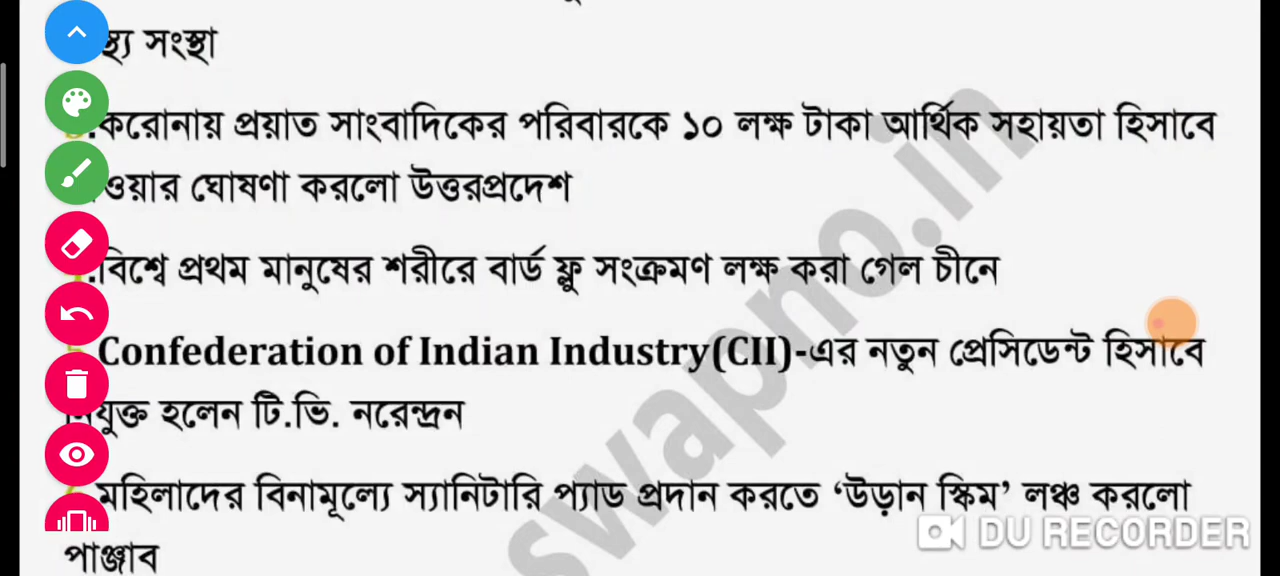 সংস্থা
করোনায় প্রয়াত সাংবাদিকের পরিবারকে ১০ লক্ষ টাকা আর্থিক সহায়তা হিসাবে
ঘোষণা করলো উত্তরপ্রদেশ
.বিশ্বে প্রথম মানুষের শরীরে বার্ড ফ্লু সংক্রমণ লক্ষ করা গেল চীনে
Confederation of Indian Industry(CII)-এর নতুন প্রেসিডেন্ট হিসাবে
হলেন টি.ভি. নরেন্দ্রন
মহিলাদের বিনামূল্যে স্যানিটারি প্যাড প্রদান করতে ‘উড়ান স্কিম’ লঞ্চ করলো
পাঞ্জাব
swapno.in
DU RECORDER